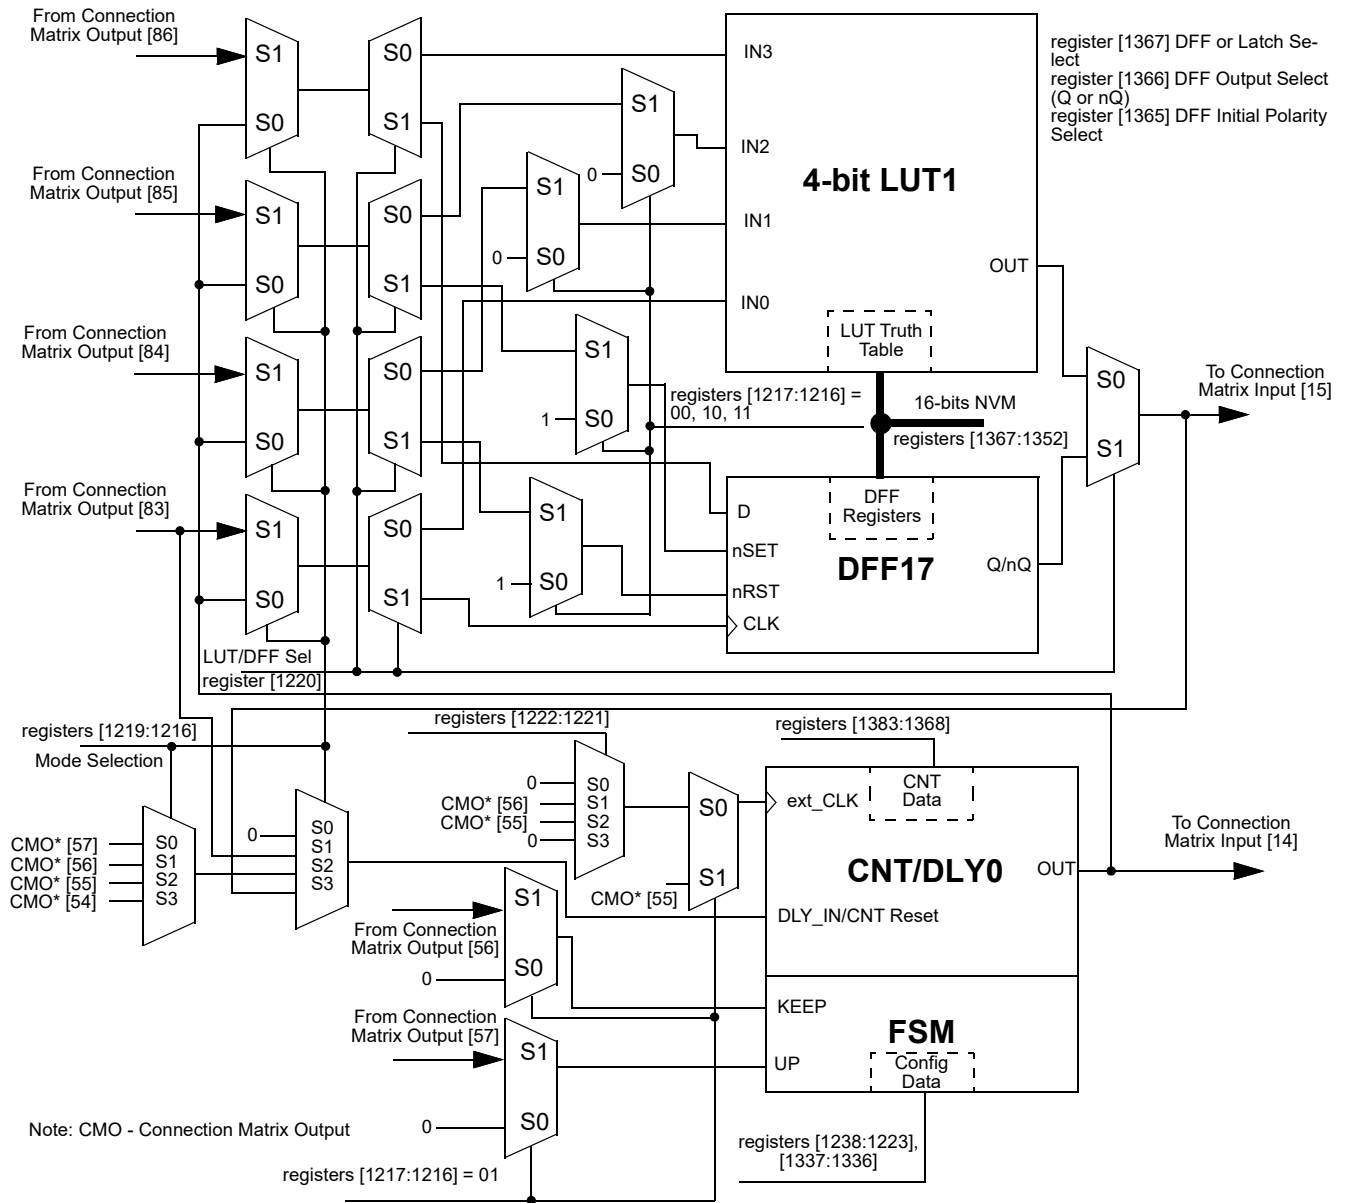 From Connection
Matrix Output [86]
S1
S0
S0
S1
IN3
register [1367] DFF or Latch Se-
lect
register [1366] DFF Output Select
(Q or nQ)
register [1365] DFF Initial Polarity
Select
S1
0
S0
IN2
4-bit LUT1
From Connection
Matrix Output [85]
S1
S0
S0
S1
S1
0
S0
IN1
OUT
IN0
LUT Truth
Table
From Connection
Matrix Output [84]
S1
S0
S0
S1
S1
1
S0
registers [1217:1216] =
00, 10, 11
16-bits NVM
registers [1367:1352]
S0
S1
To Connection
Matrix Input [15]
From Connection
Matrix Output [83]
S1
S0
S0
S1
S1
1
S0
D
nSET
nRST
CLK
DFF
Registers
DFF17
Q/nQ
LUT/DFF Sel
register [1220]
registers [1219:1216]
Mode Selection
registers [1222:1221]
registers [1383:1368]
CMO* [57]
CMO* [56]
CMO* [55]
CMO* [54]
S0
S1
S2
S3
0
S0
S1
S2
S3
0
CMO* [56]
CMO* [55]
0
S0
S1
S2
S3
S0
S1
CMO* [55]
ext_CLK
CNT
Data
CNT/DLY0
OUT
To Connection
Matrix Input [14]
DLY_IN/CNT Reset
From Connection
Matrix Output [56]
S1
0
S0
KEEP
FSM
From Connection
Matrix Output [57]
S1
0
S0
UP
Config
Data
Note: CMO - Connection Matrix Output
registers [1238:1223],
[1337:1336]
registers [1217:1216] = 01